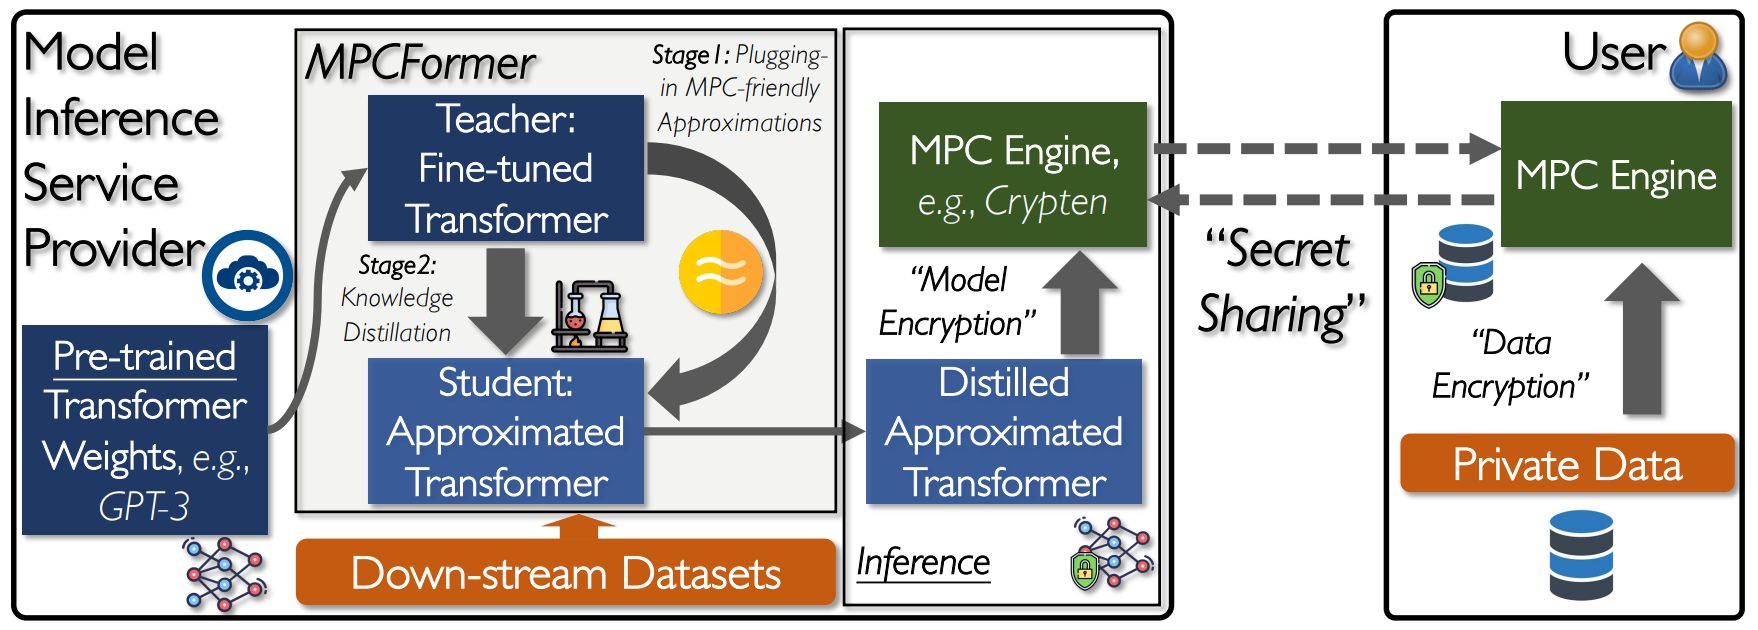 Model
Inference
Service
Provider
Pre-trained
Transformer
Weights, e.g.,
GPT-3
MPCFormer
Stage1: Plugging-
in MPC-friendly
Approximations
Teacher:
Fine-tuned
Transformer
Stage2:
Knowledge
Distillation
Student:
Approximated
Transformer
Down-stream Datasets
MPC Engine,
e.g., Crypten
“Model
Encryption”
Distilled
Approximated
Transformer
Inference
“Secret
Sharing”
User
MPC Engine
“Data
Encryption”
Private Data